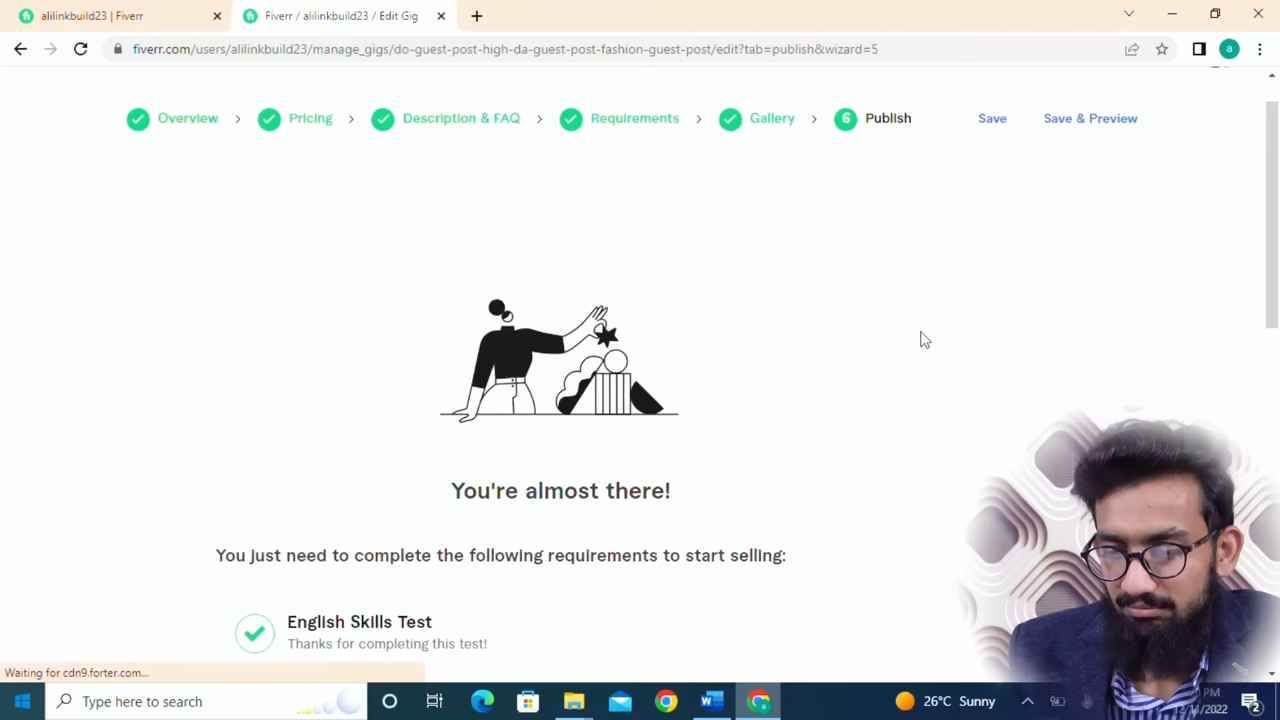 alilinkbuild23 | Fiverr
Fiverr / alilinkbuild23 / Edit Gig
fiverr.com/users/alilinkbuild23/manage_gigs/do-guest-post-high-da-guest-post-fashion-guest-post/edit?tab=publish&wizard=5
a
Overview > Pricing > Description & FAQ > Requirements > Gallery > 6 Publish Save Save & Preview
You're almost there!
You just need to complete the following requirements to start selling:
English Skills Test
Thanks for completing this test!
Waiting for cdn9.forter.com...
Type here to search
26°C Sunny
PM
/2022
2